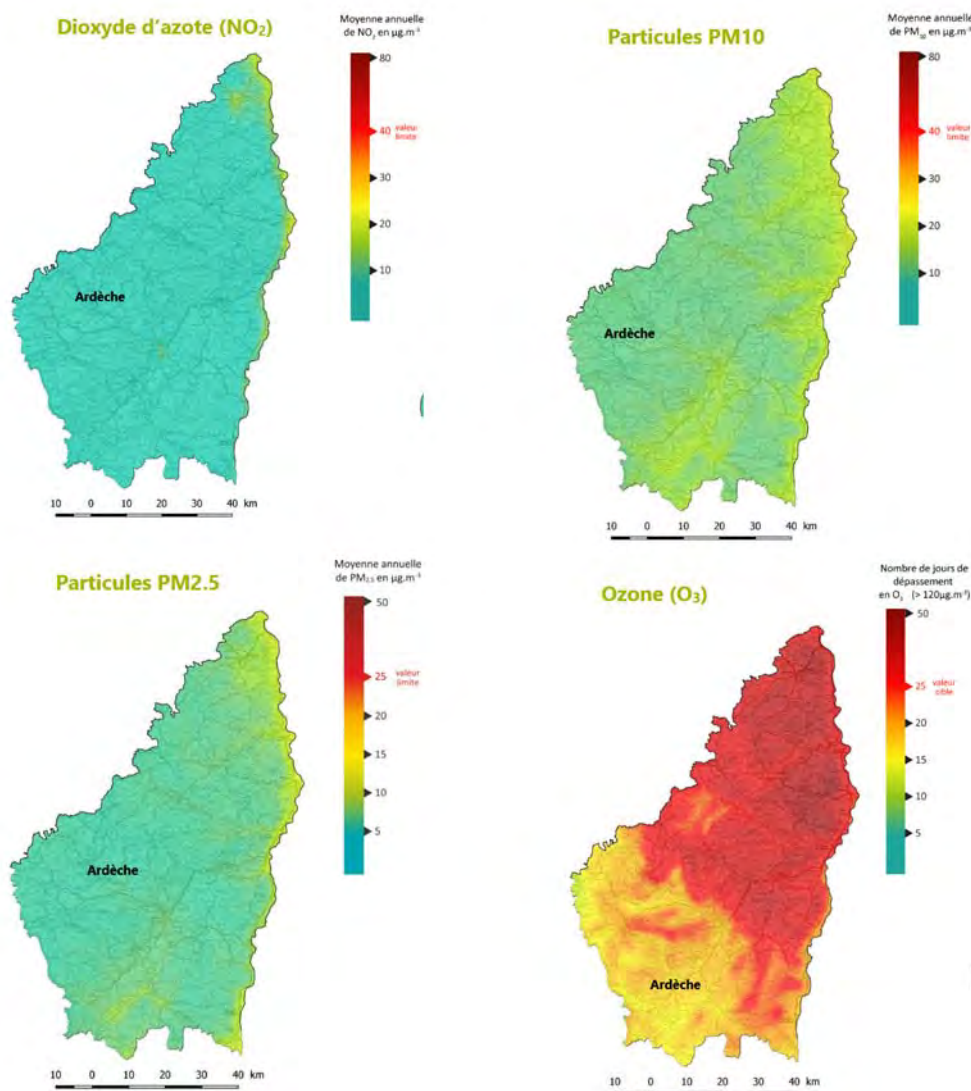 Dioxyde d'azote (NO₂)
Moyenne annuelle
de NO₂ en µg.m⁻³
80
40 valeur
limite
30
20
10
Ardèche
10 0 10 20 30 40 km
Particules PM10
Moyenne annuelle
de PM₁₀ en µg.m⁻³
80
40 valeur
limite
30
20
10
Ardèche
10 0 10 20 30 40 km
Particules PM2.5
Moyenne annuelle
de PM₂.₅ en µg.m⁻³
50
25 valeur
limite
20
15
10
5
Ardèche
10 0 10 20 30 40 km
Ozone (O₃)
Nombre de jours de
dépassement
en O₃ (> 120µg.m⁻³)
50
25 valeur
cible
20
15
10
5
Ardèche
10 0 10 20 30 40 km